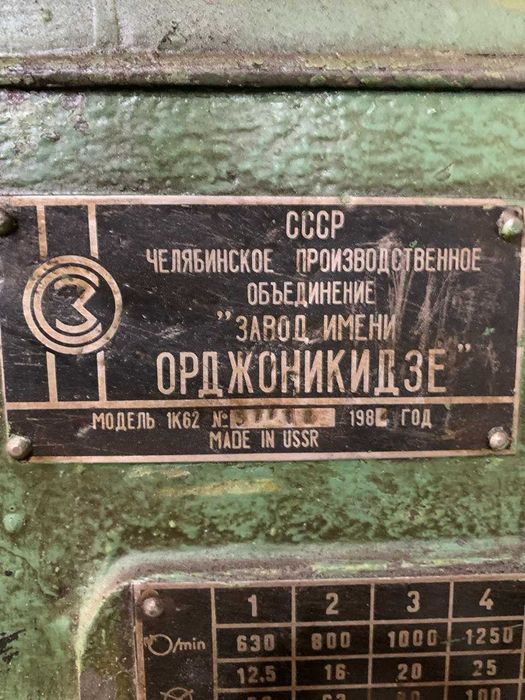 СССР
ЧЕЛЯБИНСКОЕ ПРОИЗВОДСТВЕННОЕ
ОБЪЕДИНЕНИЕ
"ЗАВОД ИМЕНИ
ОРДЖОНИКИДЗЕ"
МОДЕЛЬ 1К62 № ГОД
MADE IN USSR
1 2 3 4
/min 630 800 1000 1250
12.5 16 20 25